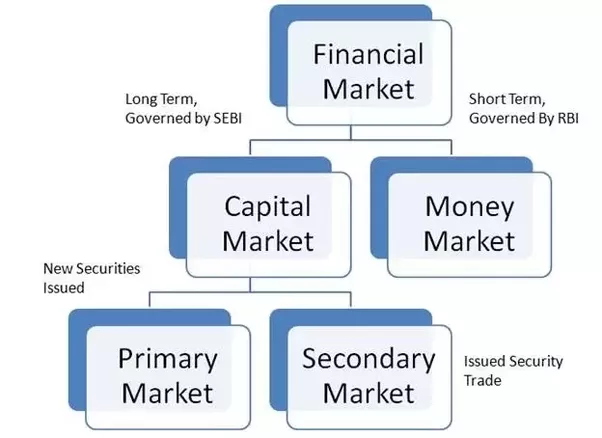 Financial
Market
Long Term,
Governed by SEBI
Short Term,
Governed By RBI
Capital
Market
Money
Market
New Securities
Issued
Primary
Market
Secondary
Market
Issued Security
Trade